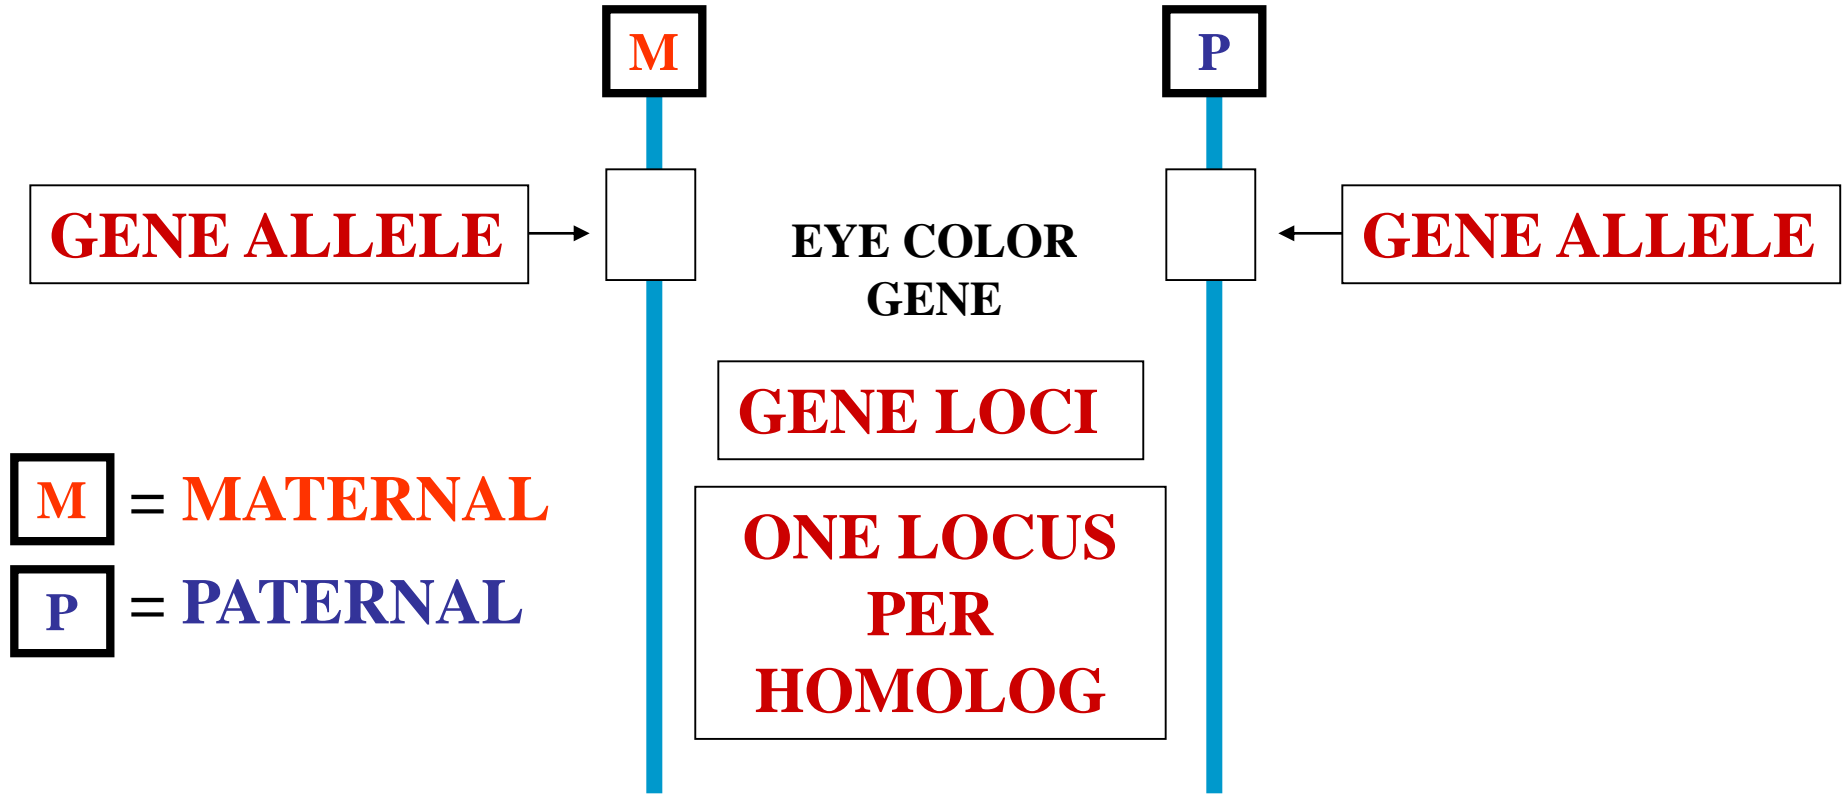 M
P
GENE ALLELE
EYE COLOR
GENE
GENE ALLELE
GENE LOCI
M = MATERNAL
P = PATERNAL
ONE LOCUS
PER
HOMOLOG